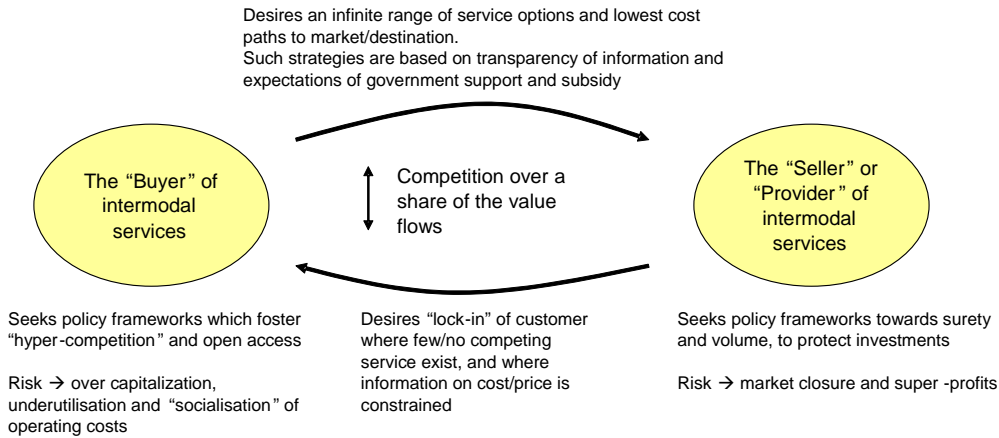 Desires an infinite range of service options and lowest cost
paths to market/destination.
Such strategies are based on transparency of information and
expectations of government support and subsidy
The “Buyer” of
intermodal
services
Competition over a
share of the value
flows
The “Seller” or
“Provider” of
intermodal
services
Seeks policy frameworks which foster
“hyper-competition” and open access
Risk → over capitalization,
underutilisation and “socialisation” of
operating costs
Desires “lock-in” of customer
where few/no competing
service exist, and where
information on cost/price is
constrained
Seeks policy frameworks towards surety
and volume, to protect investments
Risk → market closure and super -profits